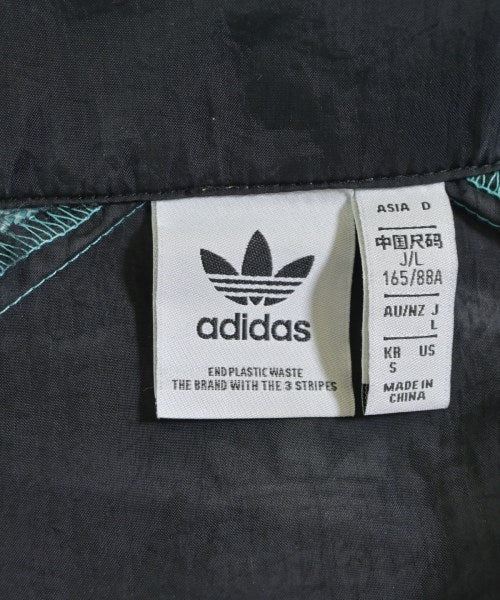 adidas
END PLASTIC WASTE
THE BRAND WITH THE 3 STRIPES
ASIA D
中国尺码
J/L
165/88A
AU/NZ J
L
KR US
S
MADE IN
CHINA